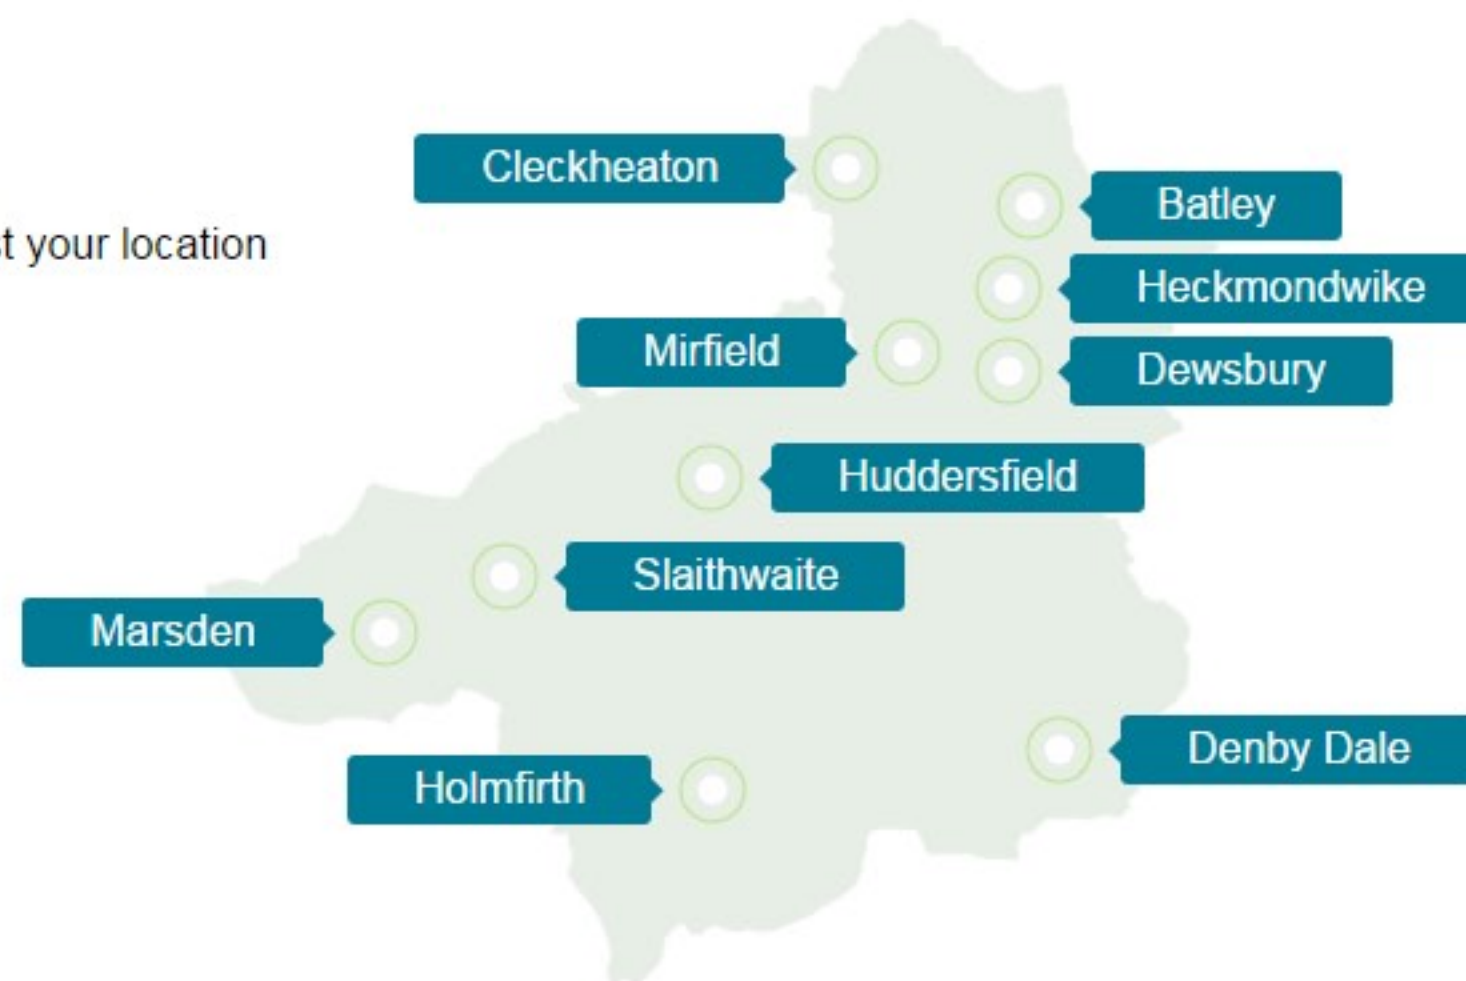 Cleckheaton
Batley
your location
Heckmondwike
Mirfield
Dewsbury
Huddersfield
Slaithwaite
Marsden
Denby Dale
Holmfirth